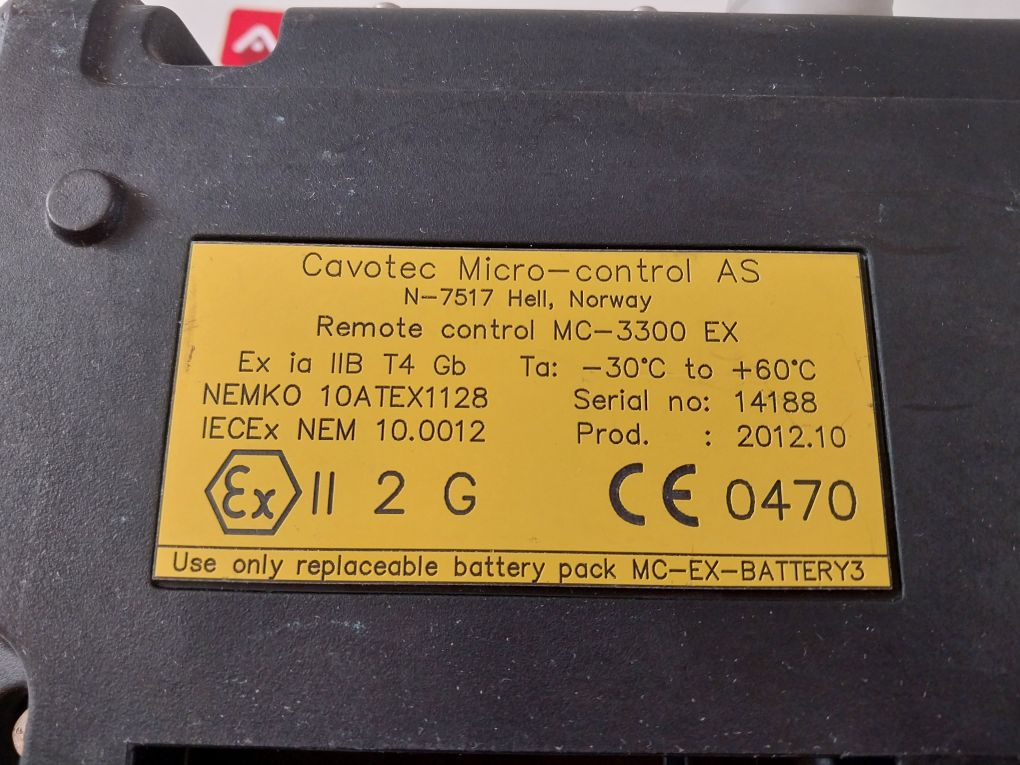 Cavotec Micro-control AS
N-7517 Hell, Norway
Remote control MC-3300 EX
Ex ia IIB T4 Gb Ta: -30°C to +60°C
NEMKO 10ATEX1128 Serial no: 14188
IECEx NEM 10.0012 Prod. : 2012.10
Ex II 2 G CE 0470
Use only replaceable battery pack MC-EX-BATTERY3